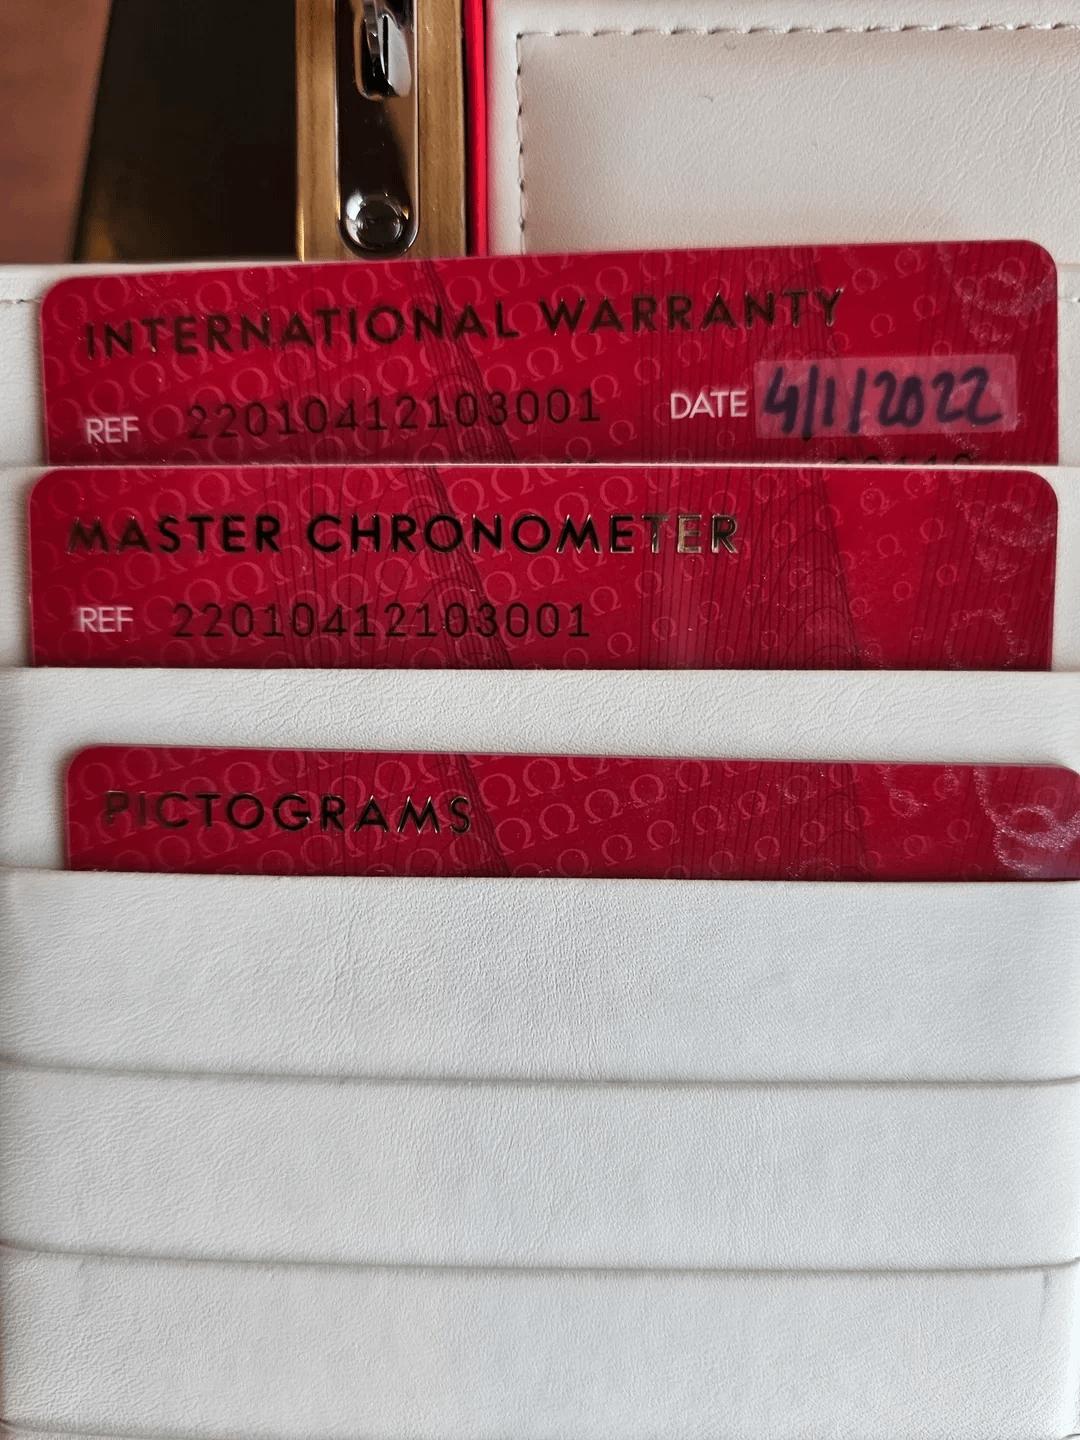 INTERNATIONAL WARRANTY
REF 22010412103001 DATE 4/1/2022
MASTER CHRONOMETER
REF 22010412103001
PICTOGRAMS